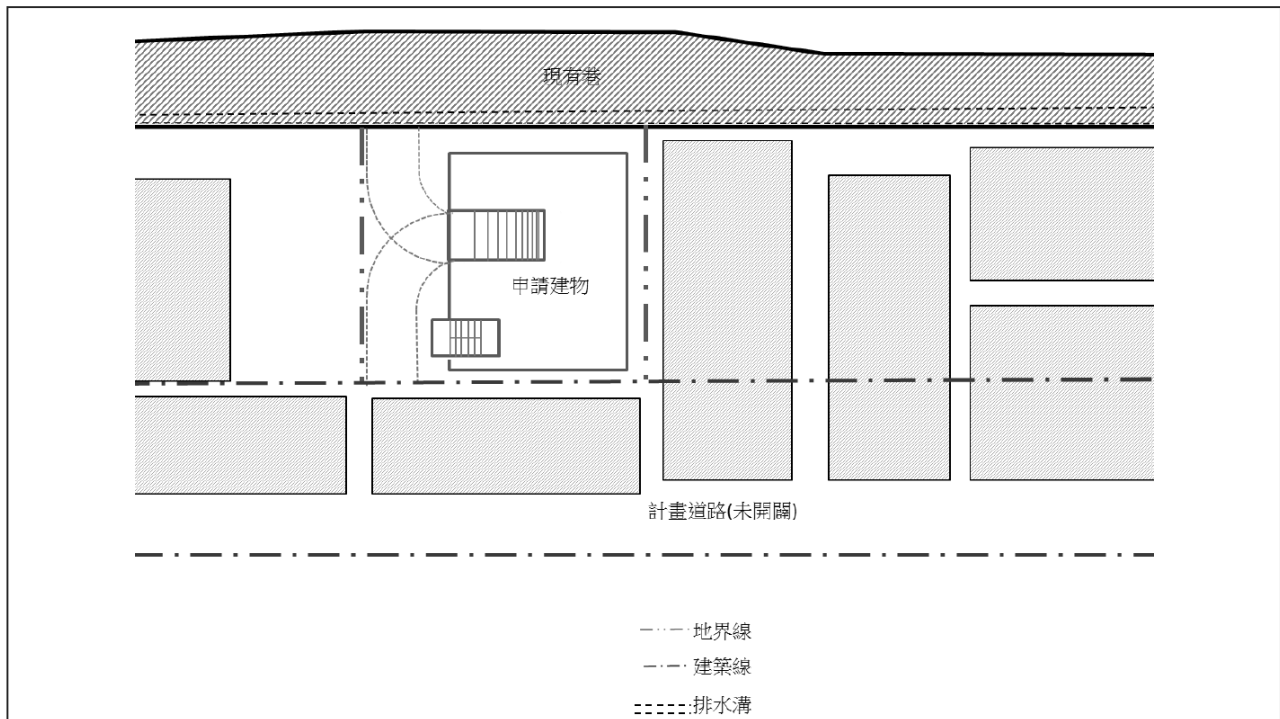 現有巷
申請建物
計畫道路(未開闢)
地界線
建築線
排水溝